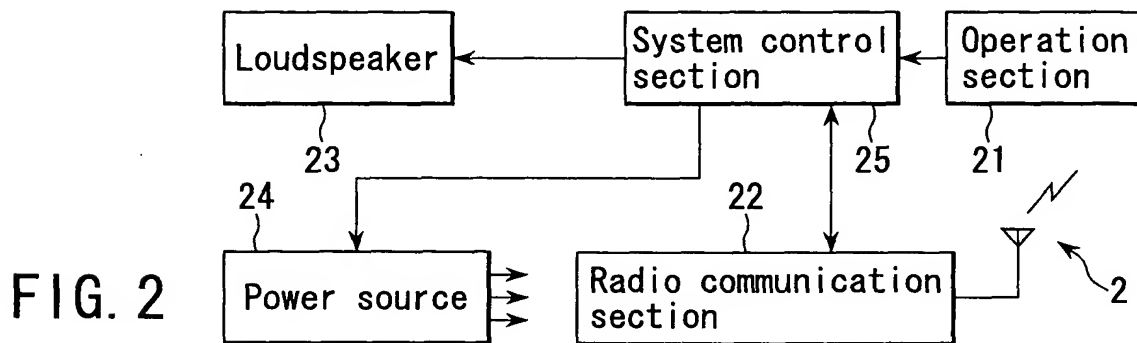 Loudspeaker
System control
section
Operation
section
23
25
21
24
22
Power source
Radio communication
section
2
FIG. 2